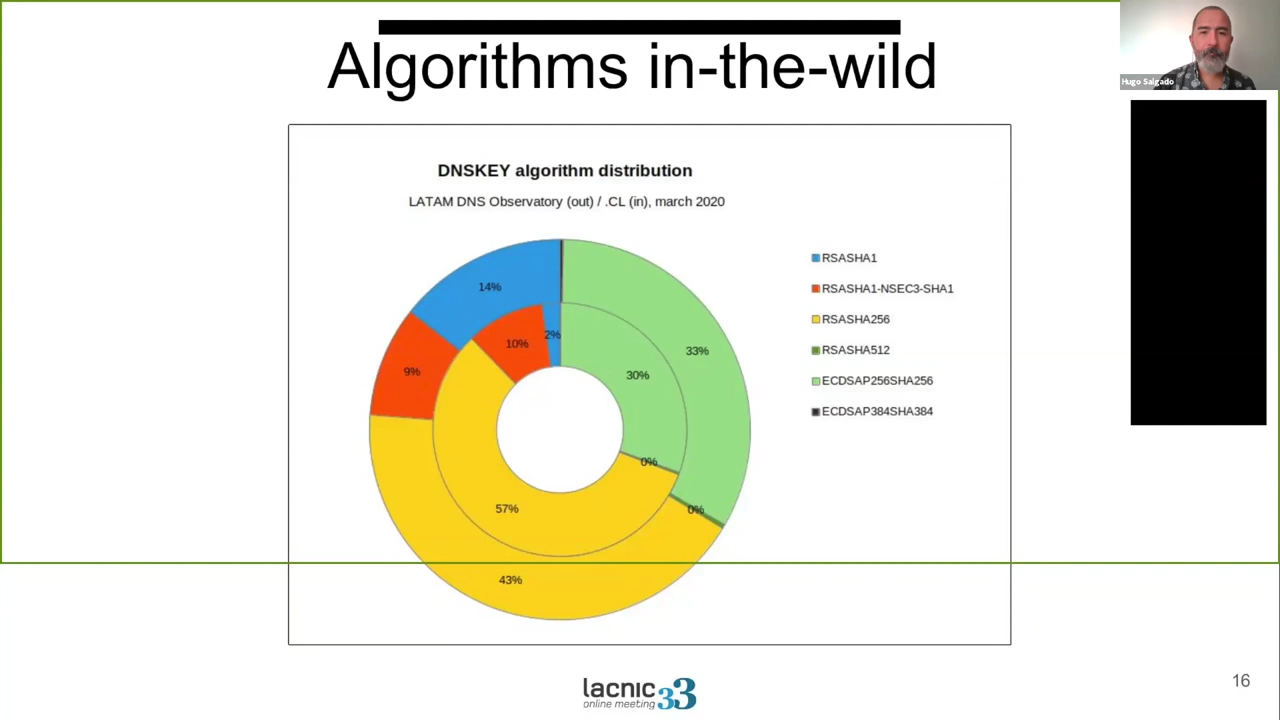 Algorithms in-the-wild
Hugo Salgado
DNSKEY algorithm distribution
LATAM DNS Observatory (out) / .CL (in), march 2020
RSASHA1
RSASHA1-NSEC3-SHA1
RSASHA256
RSASHA512
ECDSAP256SHA256
ECDSAP384SHA384
14%
2%
10%
33%
9%
30%
0%
57%
0%
43%
lacnic 33
online meeting
16